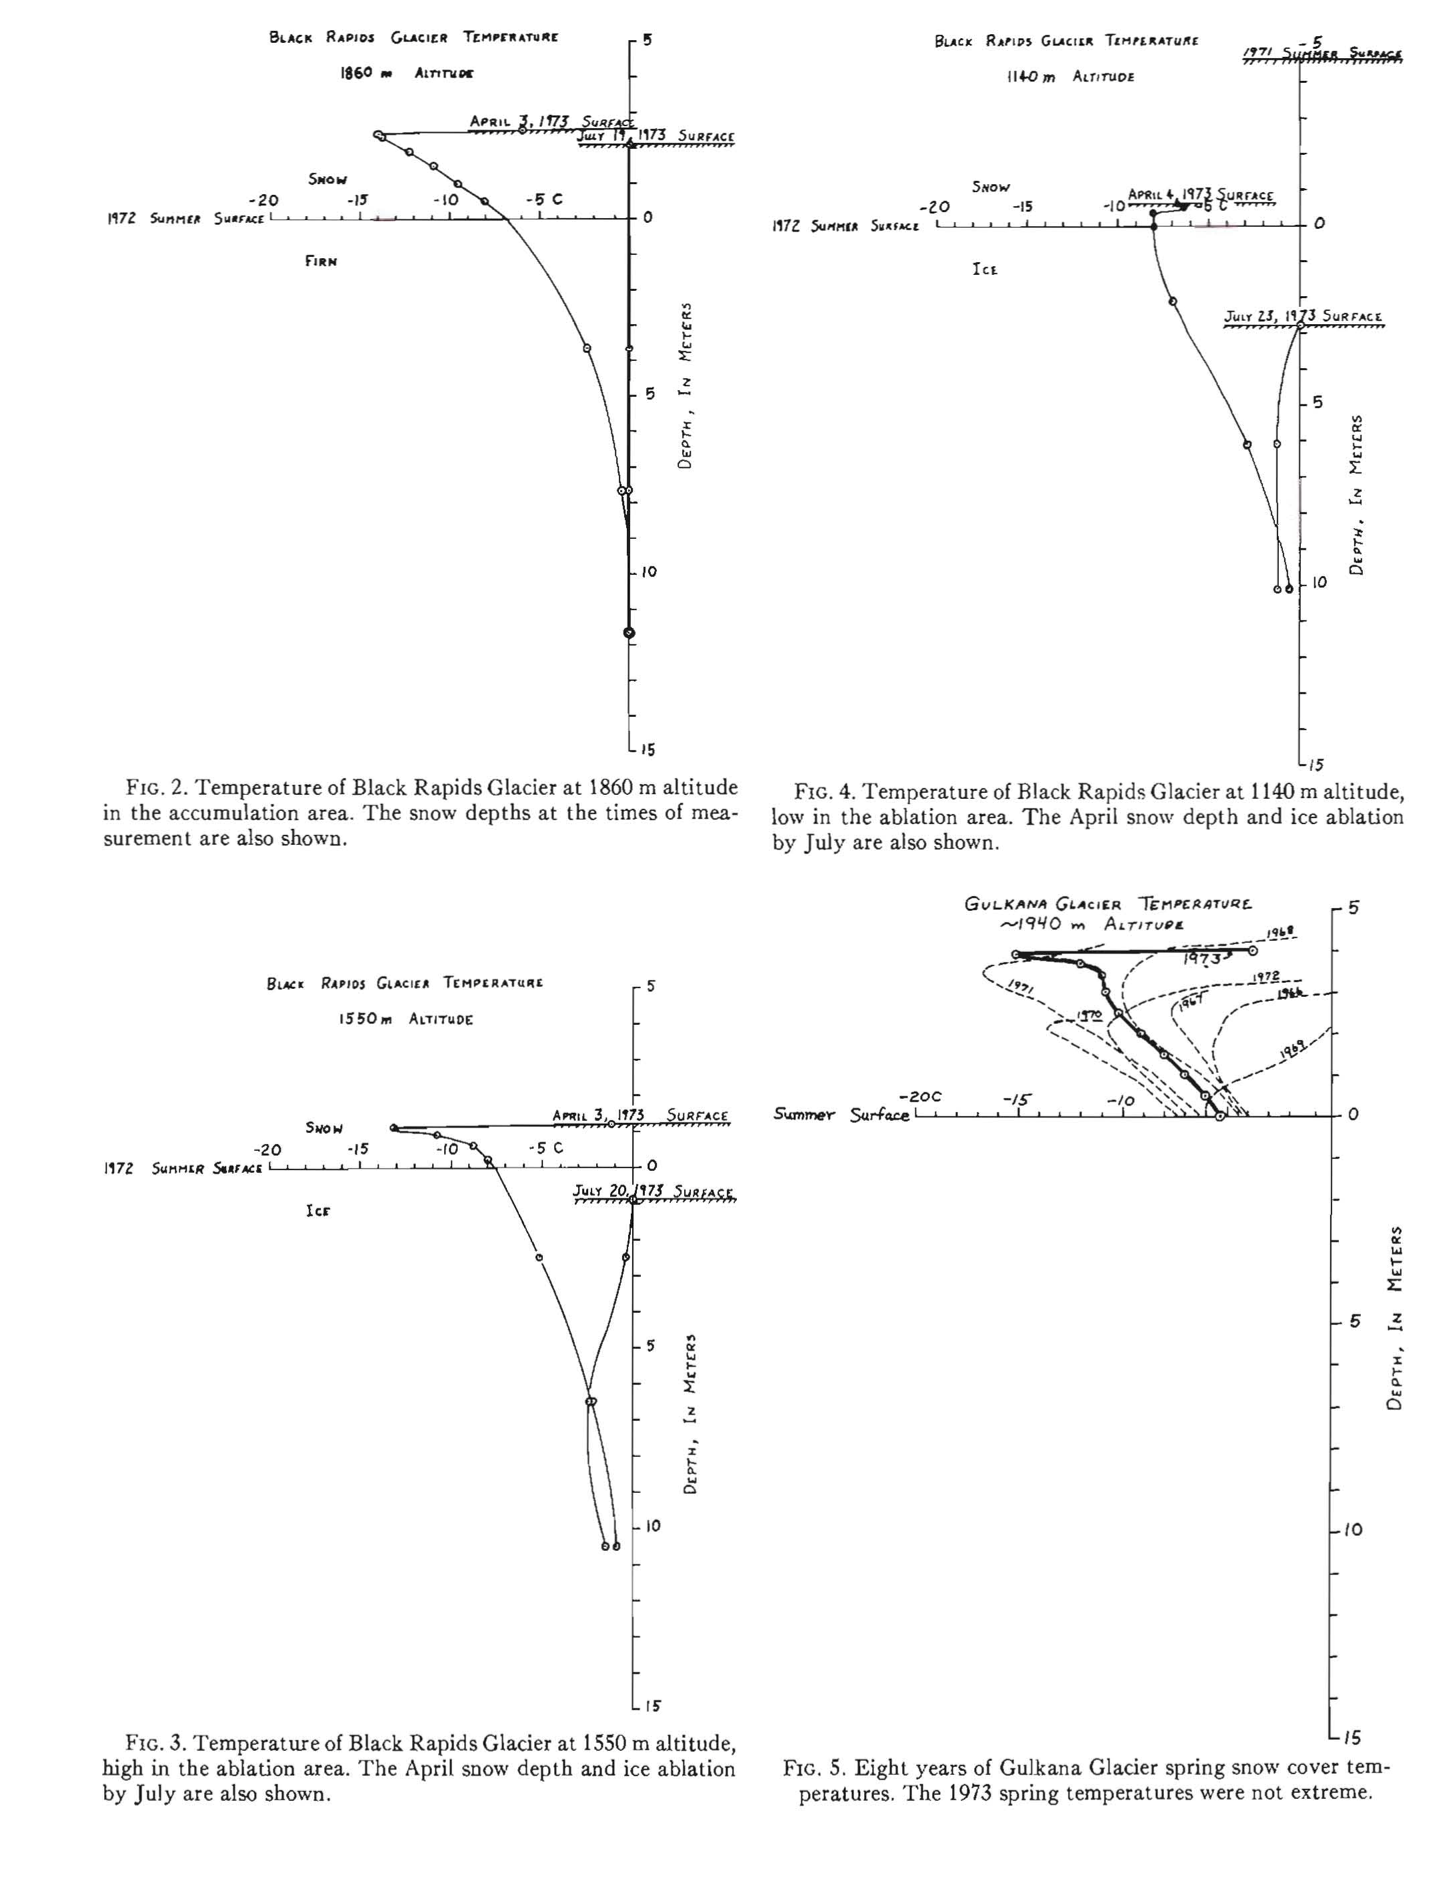 BLACK RAPIDS GLACIER TEMPERATURE
1860 m ALTITUDE
5
APRIL 3, 1973 SURFACE
JULY 19, 1973 SURFACE
SNOW
-20 -15 -10 -5 C
1972 SUMMER SURFACE 0
FIRN
5
10
15
DEPTH, IN METERS
FIG. 2. Temperature of Black Rapids Glacier at 1860 m altitude
in the accumulation area. The snow depths at the times of mea-
surement are also shown.
BLACK RAPIDS GLACIER TEMPERATURE
1140 m ALTITUDE
5
1971 SUMMER SURFACE
SNOW
APRIL 4, 1973 SURFACE
-20 -15 -10 -5 C
1972 SUMMER SURFACE 0
ICE
JULY 23, 1973 SURFACE
5
10
15
DEPTH, IN METERS
FIG. 4. Temperature of Black Rapids Glacier at 1140 m altitude,
low in the ablation area. The April snow depth and ice ablation
by July are also shown.
BLACK RAPIDS GLACIER TEMPERATURE
1550 m ALTITUDE
5
APRIL 3, 1973 SURFACE
SNOW
-20 -15 -10 -5 C
1972 SUMMER SURFACE 0
JULY 20, 1973 SURFACE
ICE
5
10
15
DEPTH, IN METERS
FIG. 3. Temperature of Black Rapids Glacier at 1550 m altitude,
high in the ablation area. The April snow depth and ice ablation
by July are also shown.
GULKANA GLACIER TEMPERATURE
~1940 m ALTITUDE
5
1968
1973
1971
1972
1967
1966
1970
1969
-20C -15 -10
Summer Surface 0
5
10
15
DEPTH, IN METERS
FIG. 5. Eight years of Gulkana Glacier spring snow cover tem-
peratures. The 1973 spring temperatures were not extreme.